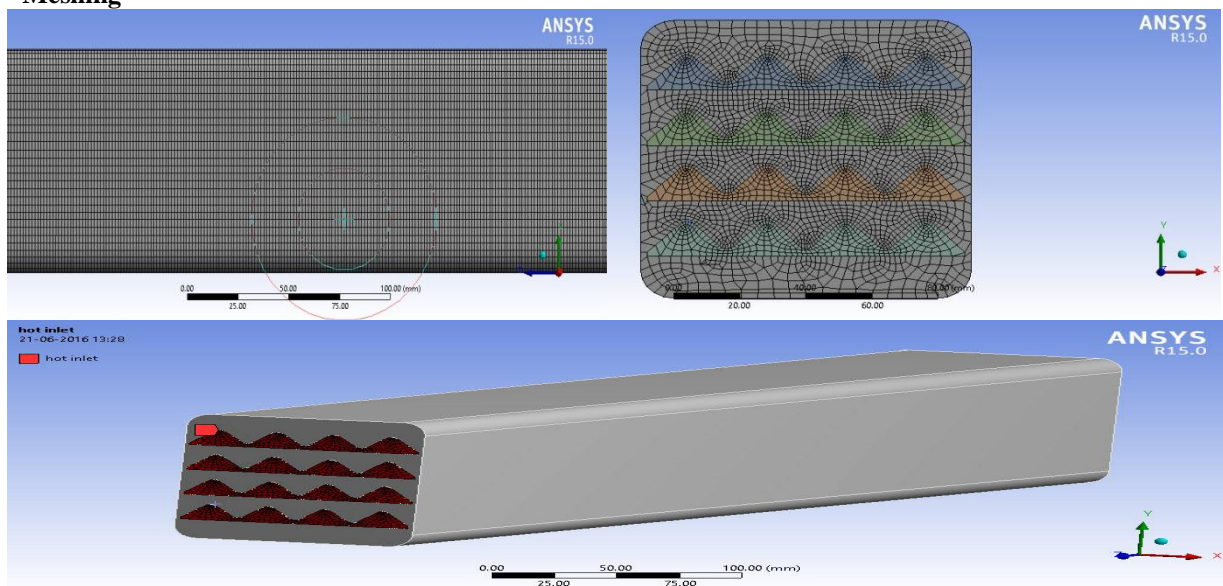 Meshing
ANSYS
R15.0
0.00 50.00 100.00 (mm)
25.00 75.00
ANSYS
R15.0
Y
X
0.00 40.00 80.00 (mm)
20.00 60.00
hot inlet
21-06-2016 13:28
hot inlet
ANSYS
R15.0
Y
X
0.00 50.00 100.00 (mm)
25.00 75.00